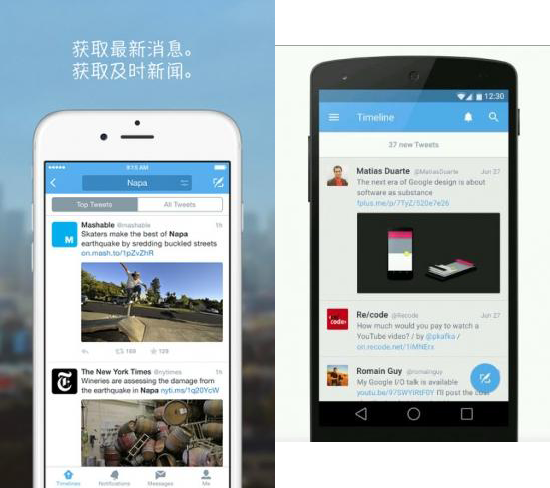 获取最新消息。
获取及时新闻。
9:15 AM
Napa
Top Tweets
All Tweets
Mashable @mashable 1h
Skaters make the best of Napa
earthquake by sredding buckled streets
on.mash.to/1pZvZhR
169
129
The New York Times @nytimes 1h
Wineries are assessing the damage from
the earthquake in Napa nyti.ms/1q20YcW
Timelines
Notifications
Messages
Me
12:30
Timeline
37 new Tweets
Matias Duarte @MatiasDuarte Jun 27
The next era of Google design is about
software as substance
fplus.me/p/7TyZ/520e7e26
Re/code @Recode Jun 27
How much would you pay to watch a
YouTube video? / by @pkafka /
on.recode.net/1iMNErx
Romain Guy @romainguy
My Google I/O talk is available
I'll post the